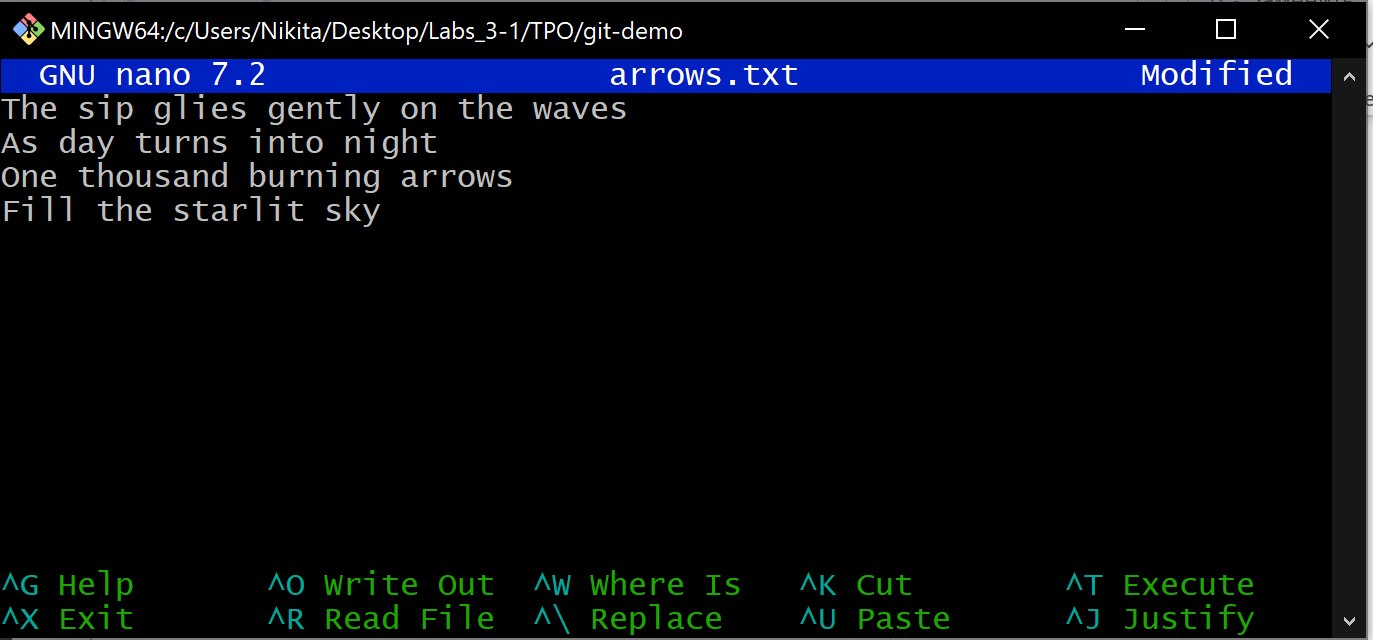 MINGW64:/c/Users/Nikita/Desktop/Labs_3-1/TPO/git-demo
GNU nano 7.2 arrows.txt Modified
The sip glies gently on the waves
As day turns into night
One thousand burning arrows
Fill the starlit sky
^G Help ^O Write Out ^W Where Is ^K Cut ^T Execute
^X Exit ^R Read File ^\ Replace ^U Paste ^J Justify